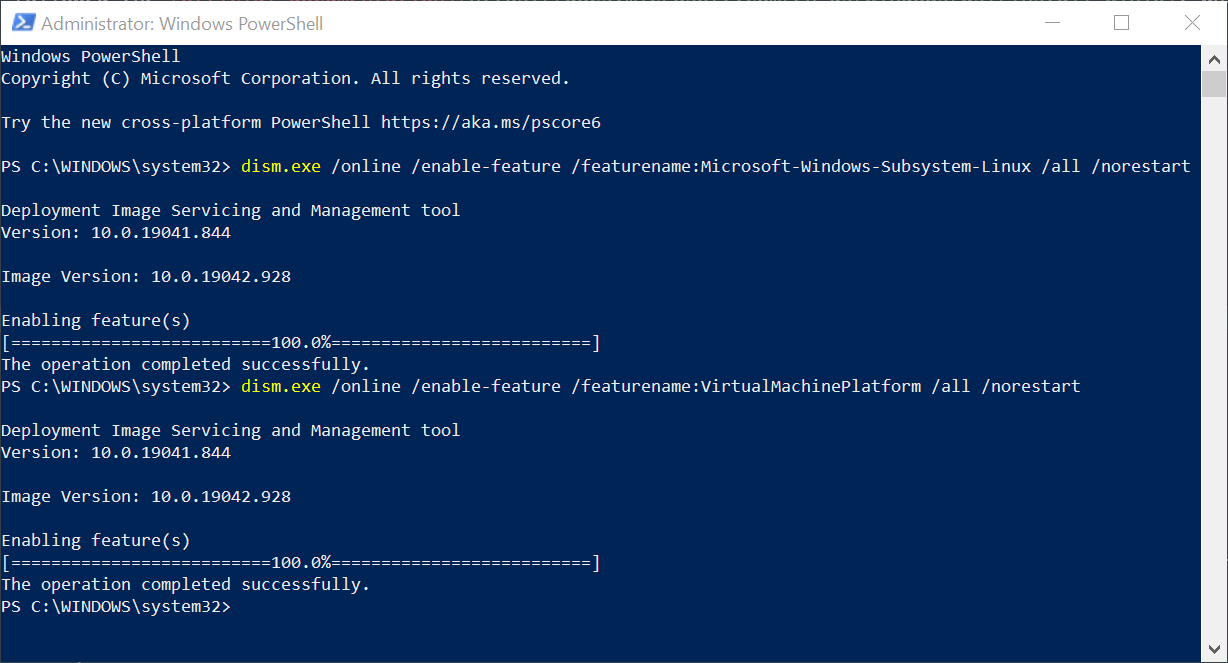 Administrator: Windows PowerShell
Windows PowerShell
Copyright (C) Microsoft Corporation. All rights reserved.
Try the new cross-platform PowerShell https://aka.ms/pscore6
PS C:\WINDOWS\system32> dism.exe /online /enable-feature /featurename:Microsoft-Windows-Subsystem-Linux /all /norestart
Deployment Image Servicing and Management tool
Version: 10.0.19041.844
Image Version: 10.0.19042.928
Enabling feature(s)
[==========================100.0%==========================]
The operation completed successfully.
PS C:\WINDOWS\system32> dism.exe /online /enable-feature /featurename:VirtualMachinePlatform /all /norestart
Deployment Image Servicing and Management tool
Version: 10.0.19041.844
Image Version: 10.0.19042.928
Enabling feature(s)
[==========================100.0%==========================]
The operation completed successfully.
PS C:\WINDOWS\system32>